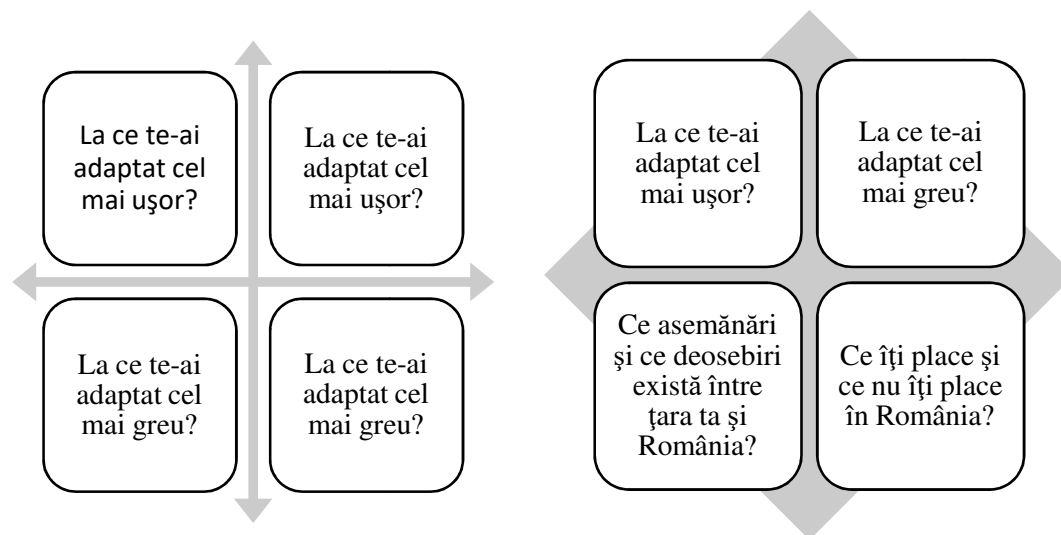 La ce te-ai
adaptat cel
mai uşor?
La ce te-ai
adaptat cel
mai uşor?
La ce te-ai
adaptat cel
mai greu?
La ce te-ai
adaptat cel
mai greu?
La ce te-ai
adaptat cel
mai uşor?
La ce te-ai
adaptat cel
mai greu?
Ce asemănări
şi ce deosebiri
există între
ţara ta şi
România?
Ce îţi place şi
ce nu îţi place
în România?